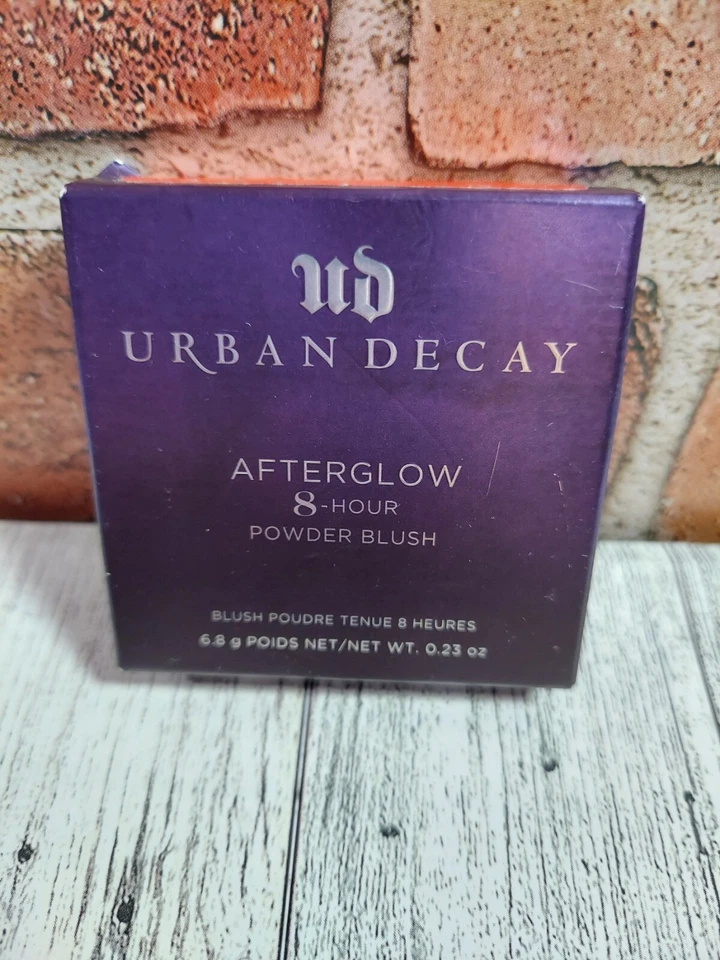 UD
URBAN DECAY
AFTERGLOW
8-HOUR
POWDER BLUSH
BLUSH POUDRE TENUE 8 HEURES
6.8 g POIDS NET/NET WT. 0.23 oz